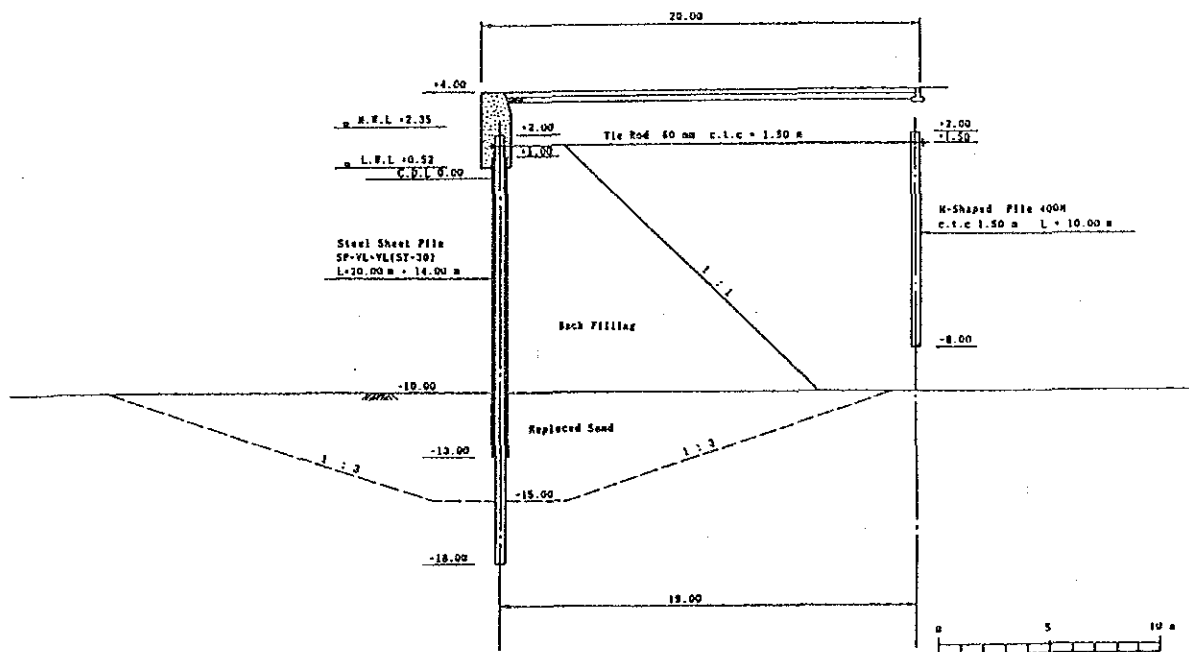 20.00
+4.00
H.W.L +2.35
+2.00
Tie Rod 60 mm c.t.c = 1.50 m
+2.00
+1.50
+1.00
L.W.L +0.52
C.D.L 0.00
H-Shaped Pile 400H
c.t.c 1.50 m L = 10.00 m
Steel Sheet Pile
L=20.00 m + 14.00 m
1 : 1
Back Filling
-8.00
-10.00
Replaced Sand
1 : 3
1 : 3
-13.00
-15.00
-18.00
19.00
0 5 10 m